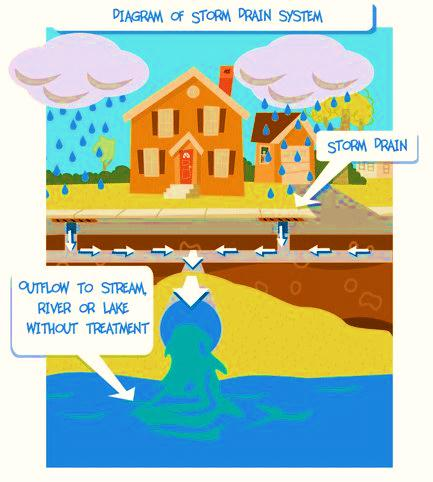 DIAGRAM OF STORM DRAIN SYSTEM
STORM DRAIN
OUTFLOW TO STREAM,
RIVER OR LAKE
WITHOUT TREATMENT